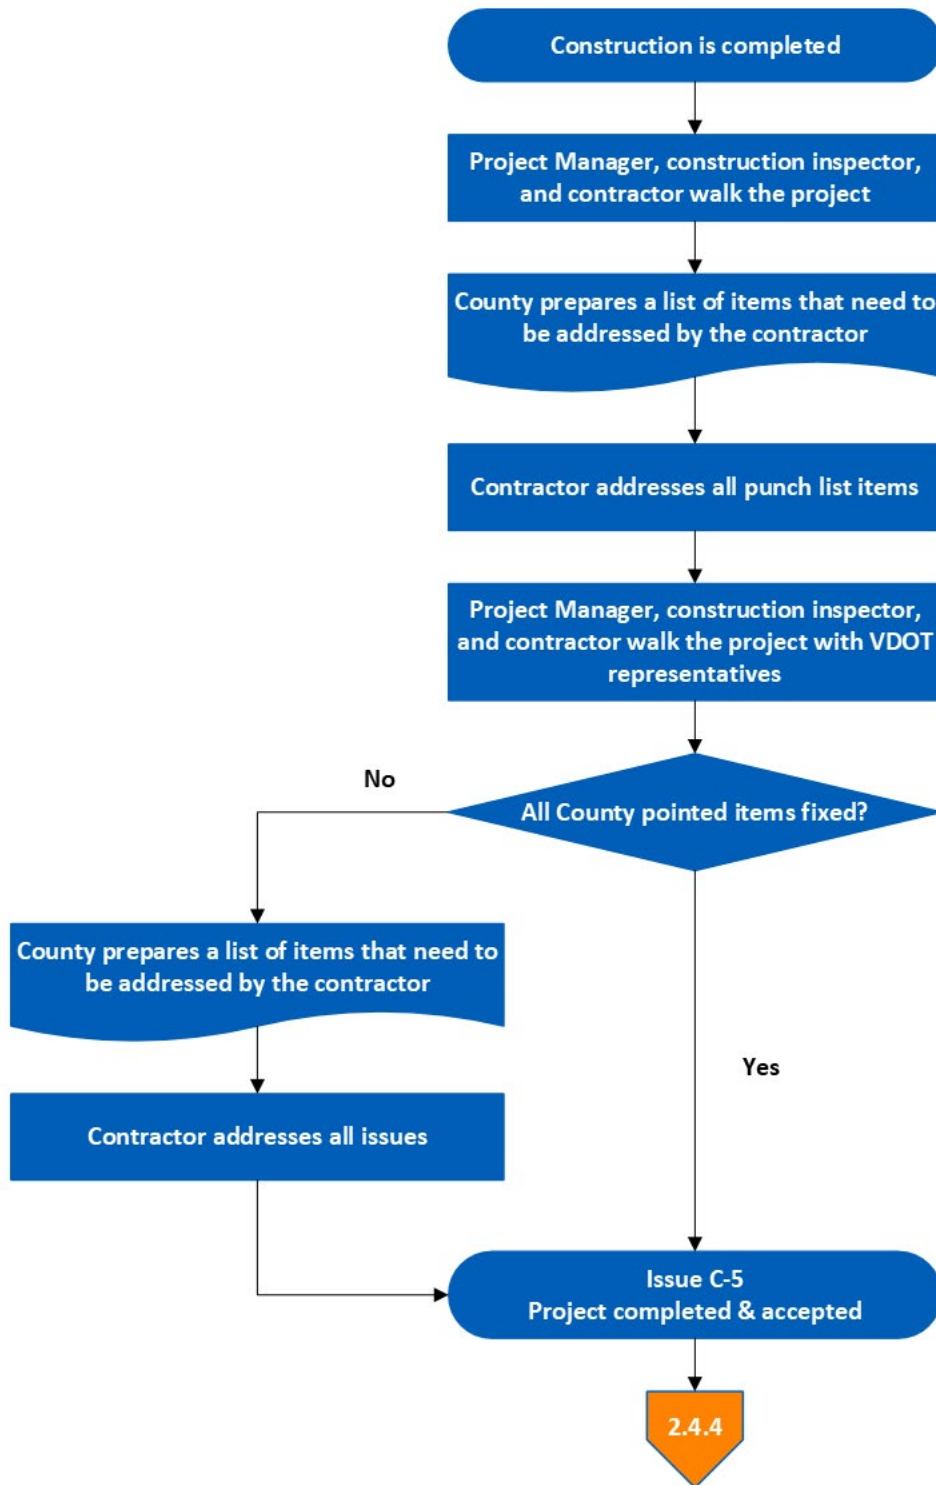 Construction is completed
Project Manager, construction inspector,
and contractor walk the project
County prepares a list of items that need to
be addressed by the contractor
Contractor addresses all punch list items
Project Manager, construction inspector,
and contractor walk the project with VDOT
representatives
All County pointed items fixed?
No
County prepares a list of items that need to
be addressed by the contractor
Contractor addresses all issues
Yes
Issue C-5
Project completed & accepted
2.4.4